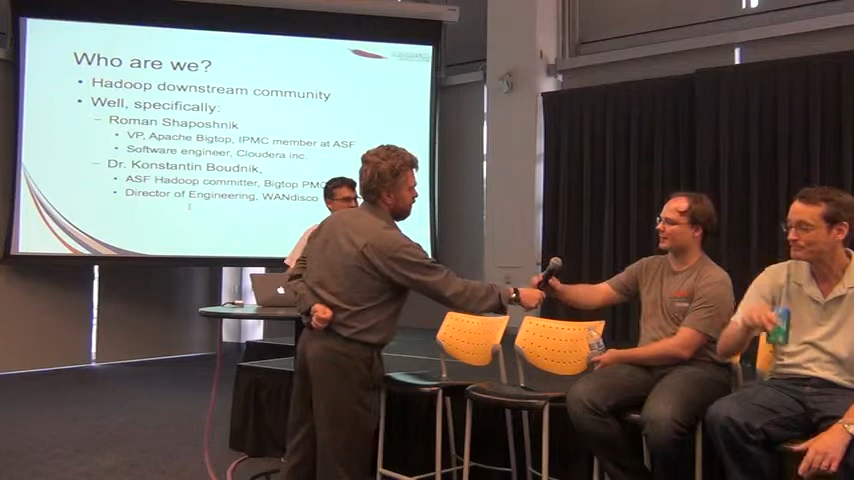 Who are we?
• Hadoop downstream community
• Well, specifically:
– Roman Shaposhnik
• VP, Apache Bigtop, IPMC member at ASF
• Software engineer, Cloudera inc.
– Dr. Konstantin Boudnik,
• ASF Hadoop committer, Bigtop PMC
• Director of Engineering, WANdisco